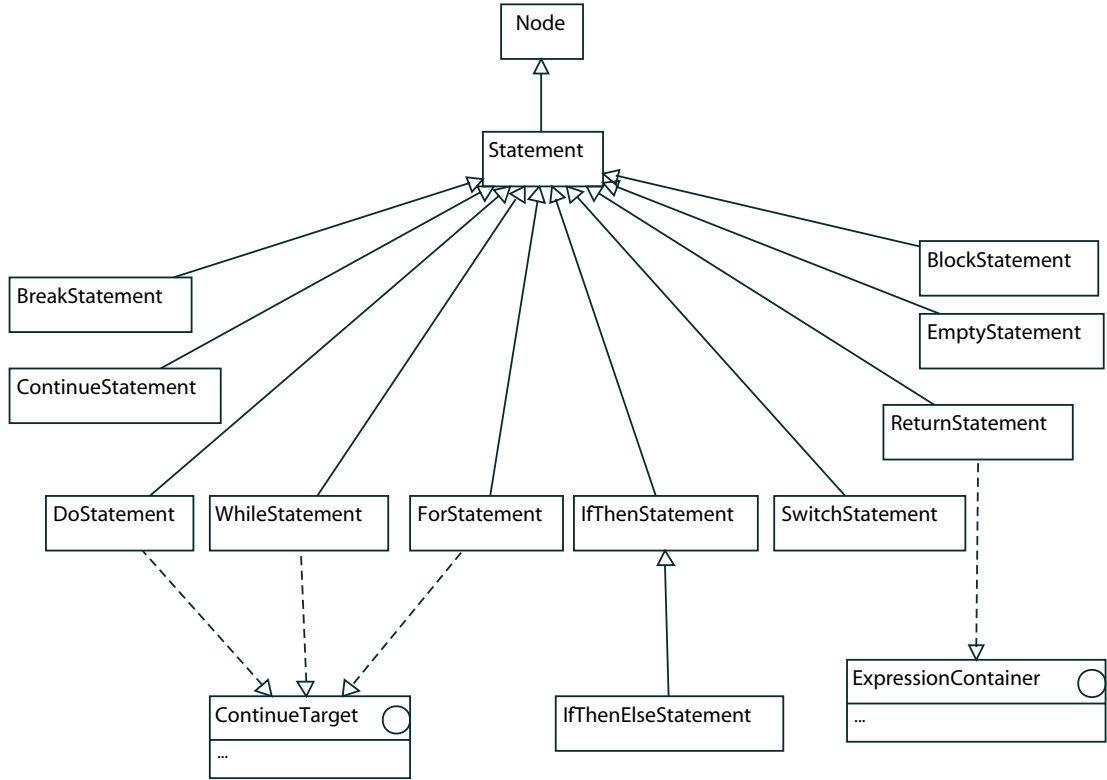 Node
Statement
BlockStatement
BreakStatement
EmptyStatement
ContinueStatement
ReturnStatement
DoStatement
WhileStatement
ForStatement
IfThenStatement
SwitchStatement
ExpressionContainer
...
ContinueTarget
...
IfThenElseStatement